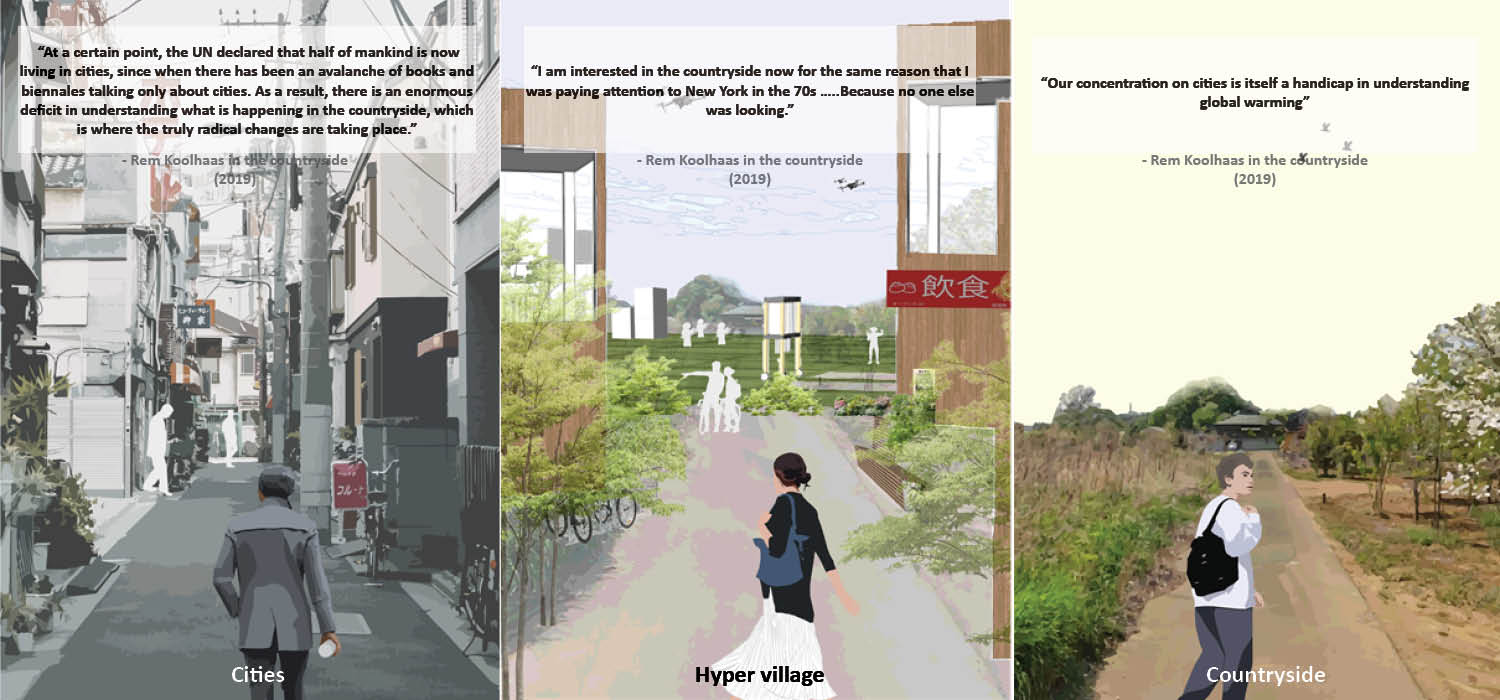 “At a certain point, the UN declared that half of mankind is now
living in cities, since when there has been an avalanche of books and
biennales talking only about cities. As a result, there is an enormous
deficit in understanding what is happening in the countryside, which
is where the truly radical changes are taking place.”
- Rem Koolhaas in the countryside
(2019)
コルート
Cities
“I am interested in the countryside now for the same reason that I
was paying attention to New York in the 70s .....Because no one else
was looking.”
- Rem Koolhaas in the countryside
(2019)
飲食
Hyper village
“Our concentration on cities is itself a handicap in understanding
global warming”
- Rem Koolhaas in the countryside
(2019)
Countryside